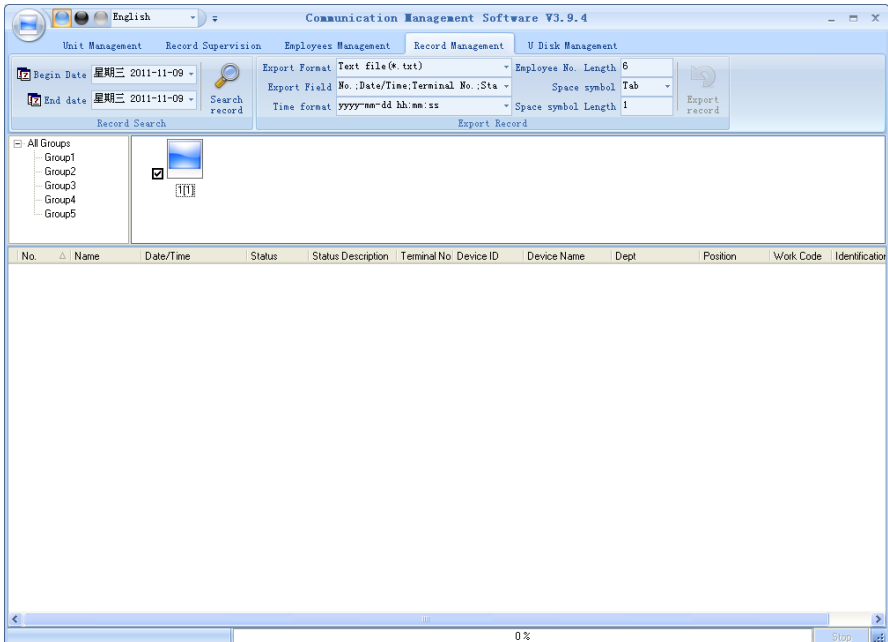 English
Communication Management Software V3.9.4
Unit Management Record Supervision Employees Management Record Management U Disk Management
Begin Date 星期三 2011-11-09
End date 星期三 2011-11-09
Search record
Record Search
Export Format Text file(*.txt)
Export Field No.;Date/Time;Terminal No.;Sta
Time format yyyy-mm-dd hh:mm:ss
Employee No. Length 6
Space symbol Tab
Space symbol Length 1
Export record
Export Record
All Groups
Group1
Group2
Group3
Group4
Group5
1[1]
No. Name Date/Time Status Status Description Terminal No Device ID Device Name Dept Position Work Code Identification
0 %
Stop